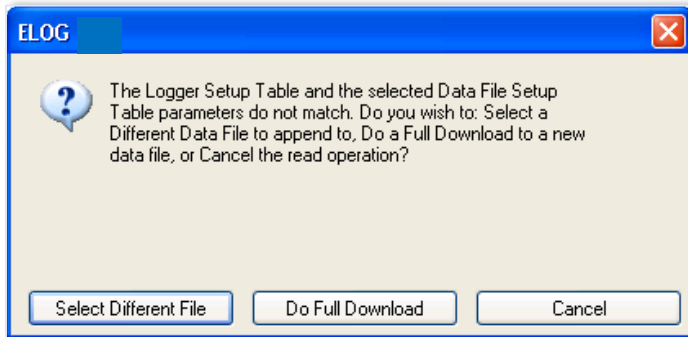 ELOG
The Logger Setup Table and the selected Data File Setup
Table parameters do not match. Do you wish to: Select a
Different Data File to append to, Do a Full Download to a new
data file, or Cancel the read operation?
Select Different File
Do Full Download
Cancel